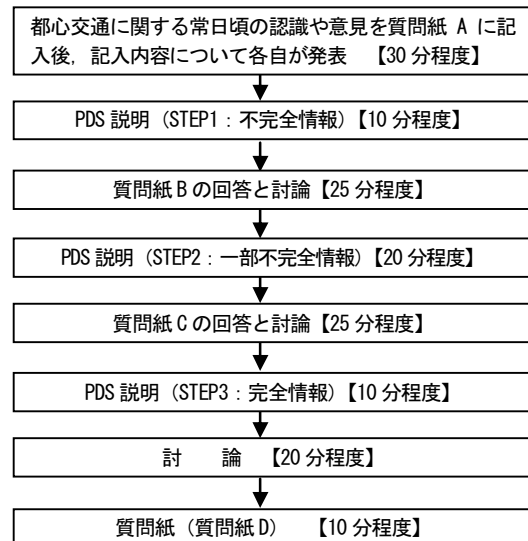 都心交通に関する常日頃の認識や意見を質問紙 A に記
入後，記入内容について各自が発表　【30 分程度】
PDS 説明（STEP1：不完全情報）【10 分程度】
質問紙 B の回答と討論【25 分程度】
PDS 説明（STEP2：一部不完全情報）【20 分程度】
質問紙 C の回答と討論【25 分程度】
PDS 説明（STEP3：完全情報）【10 分程度】
討　　論　【20 分程度】
質問紙（質問紙 D）　【10 分程度】